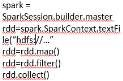 spark =
SparkSession.builder.master
rdd=spark.SparkContext.textFi
le(“hdfs://…”
rdd=rdd.map()
rdd=rdd.filter()
rdd.collect()